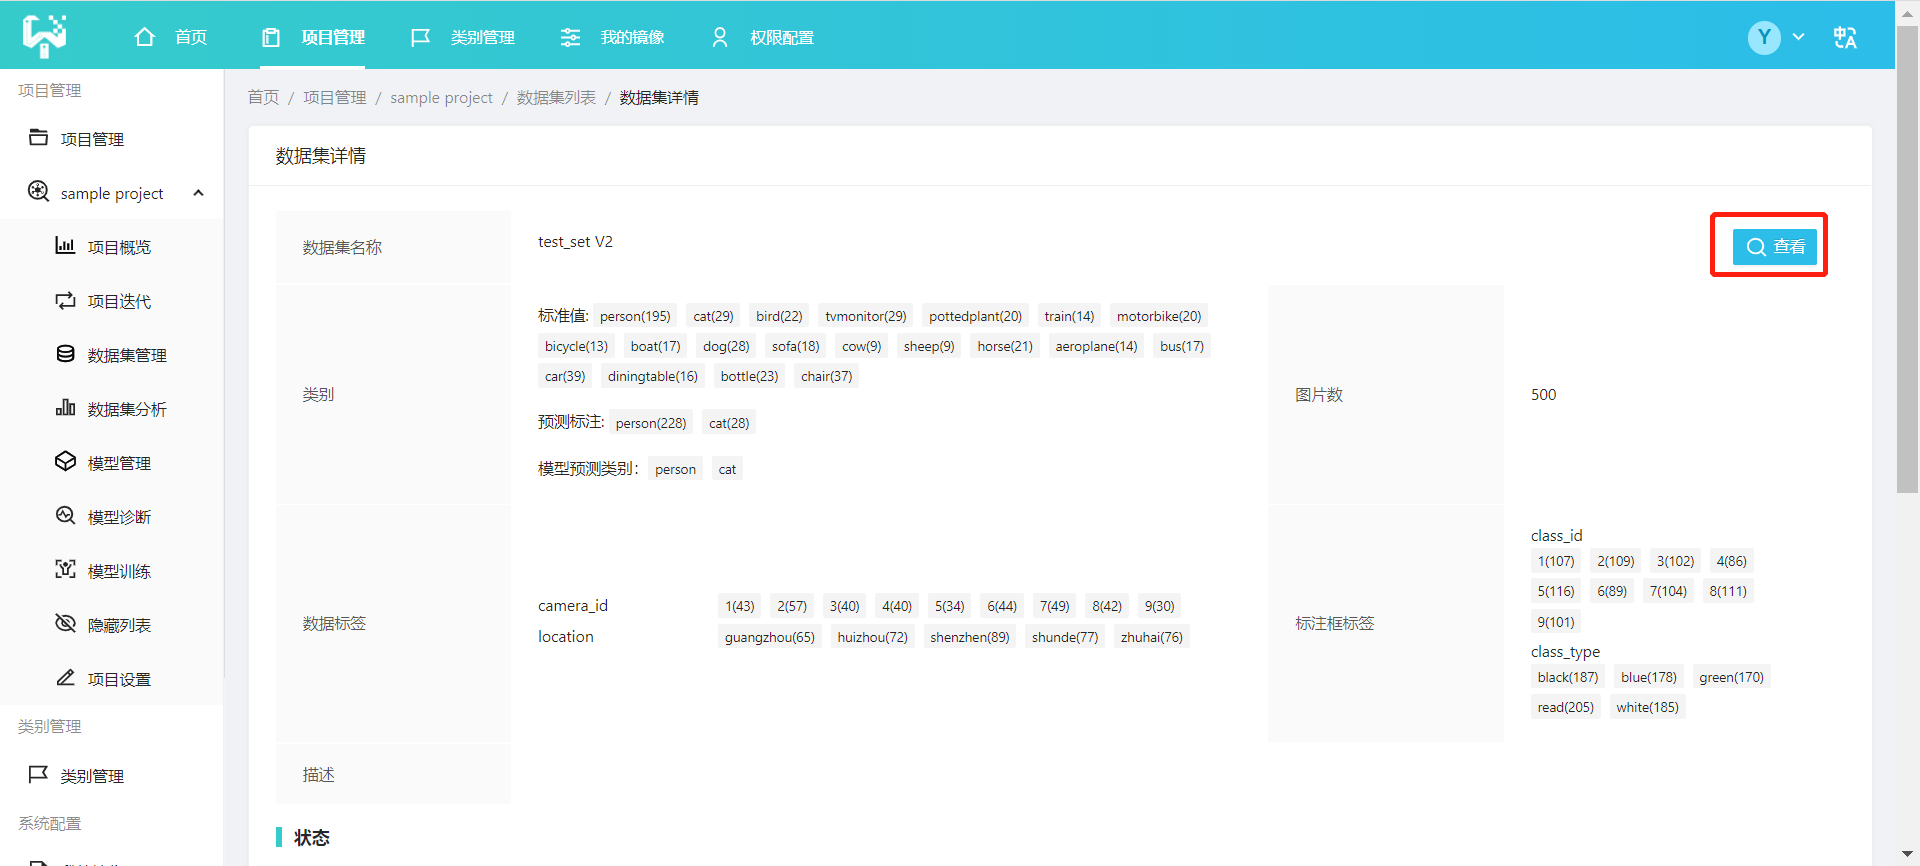 首页 项目管理 类别管理 我的镜像 权限配置 Y
项目管理
项目管理
sample project
项目概览
项目迭代
数据集管理
数据集分析
模型管理
模型诊断
模型训练
隐藏列表
项目设置
类别管理
类别管理
系统配置
首页 / 项目管理 / sample project / 数据集列表 / 数据集详情
数据集详情
数据集名称 test_set V2 查看
类别
标准值: person(195) cat(29) bird(22) tvmonitor(29) pottedplant(20) train(14) motorbike(20)
bicycle(13) boat(17) dog(28) sofa(18) cow(9) sheep(9) horse(21) aeroplane(14) bus(17)
car(39) diningtable(16) bottle(23) chair(37)
预测标注: person(228) cat(28)
模型预测类别: person cat
图片数 500
数据标签
camera_id 1(43) 2(57) 3(40) 4(40) 5(34) 6(44) 7(49) 8(42) 9(30)
location guangzhou(65) huizhou(72) shenzhen(89) shunde(77) zhuhai(76)
标注框标签
class_id
1(107) 2(109) 3(102) 4(86)
5(116) 6(89) 7(104) 8(111)
9(101)
class_type
black(187) blue(178) green(170)
read(205) white(185)
描述
状态